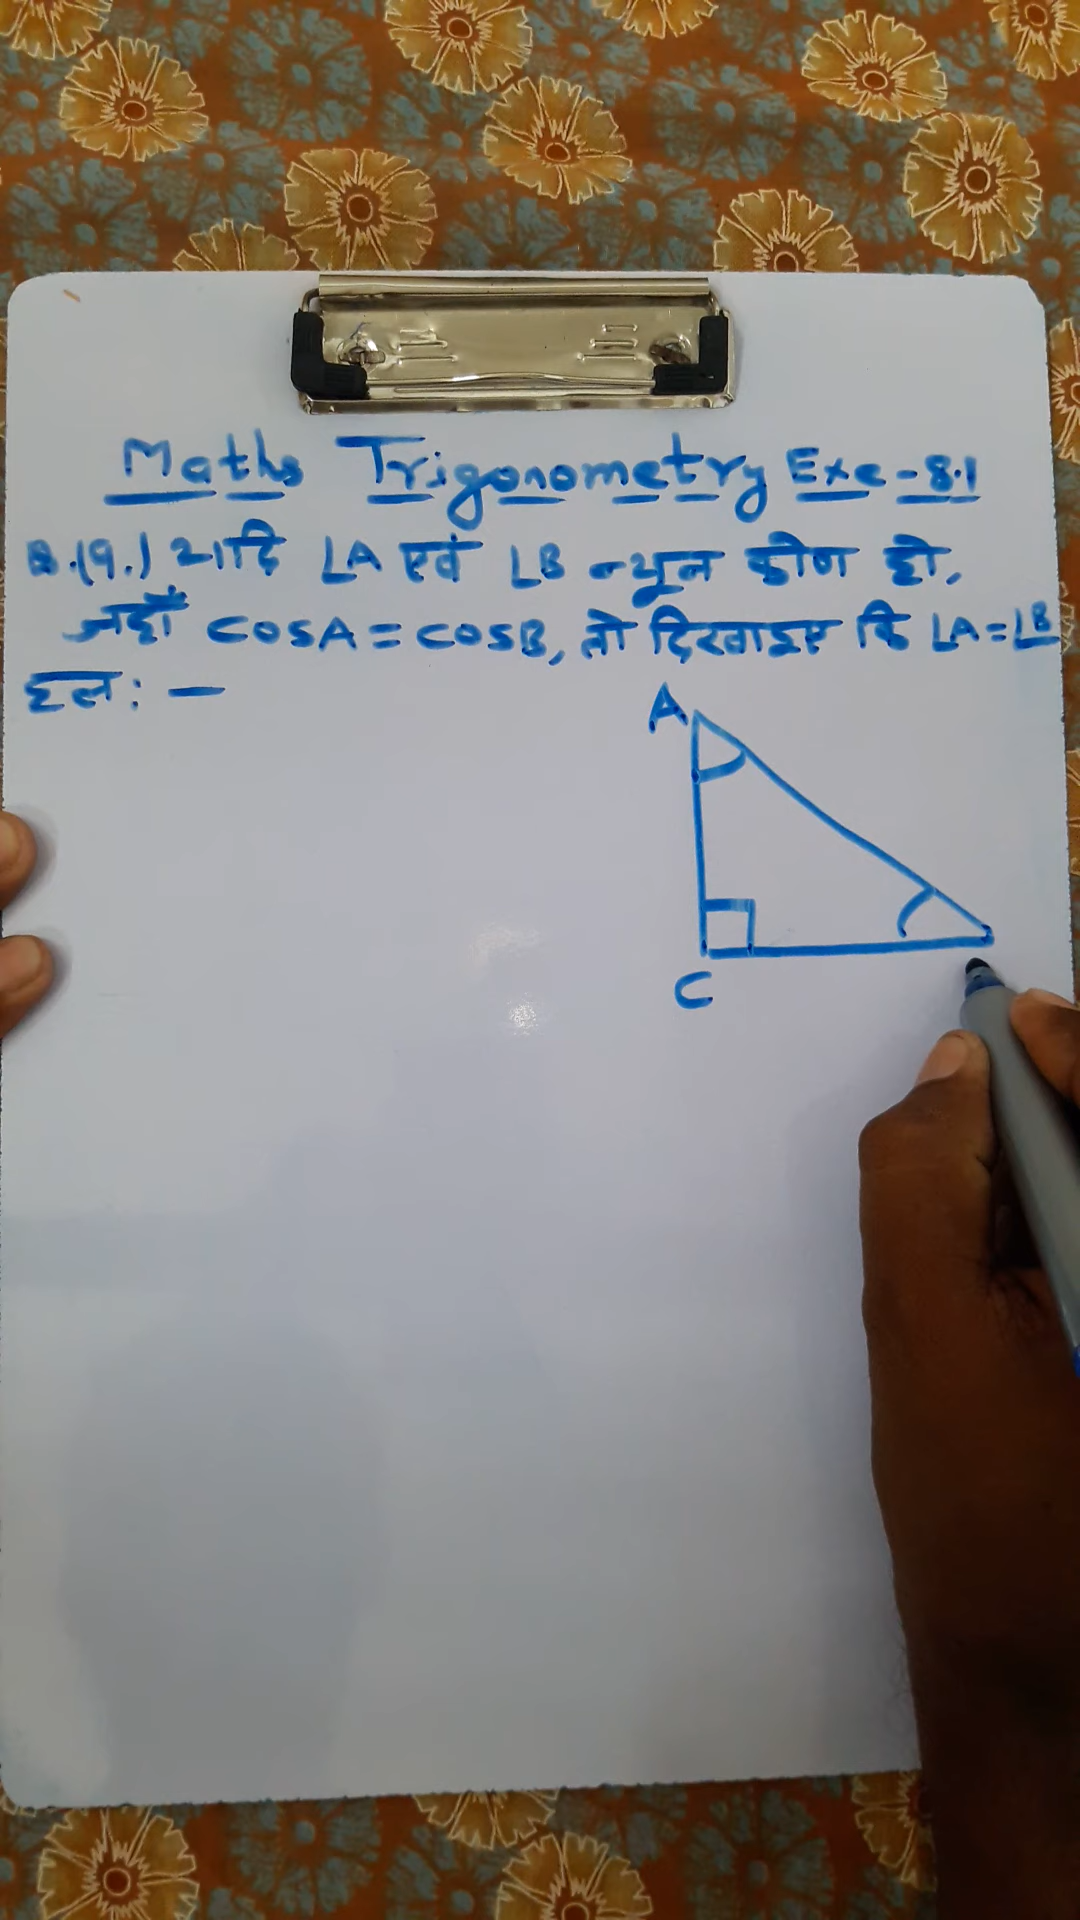 Maths Trigonometry Exe-8.1
Q.(9.) यदि ∠A एवं ∠B न्यून कोण हो,
जहाँ cosA = cosB, तो दिखाइए कि ∠A = ∠B
हल: —
A
C